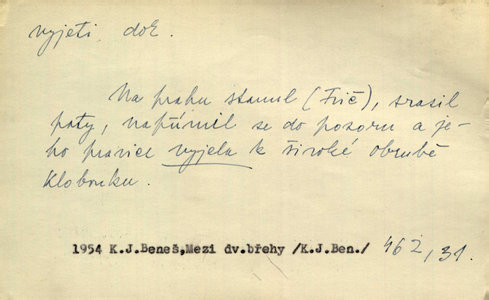 vyjeti dok.
Na prahu stanul (Frič), srazil
paty, napřímil se do pozoru a je-
ho pravice vyjela k široké obrubě
klobouku.
1954 K.J.Beneš,Mezi dv.břehy /K.J.Ben./ 462,31.